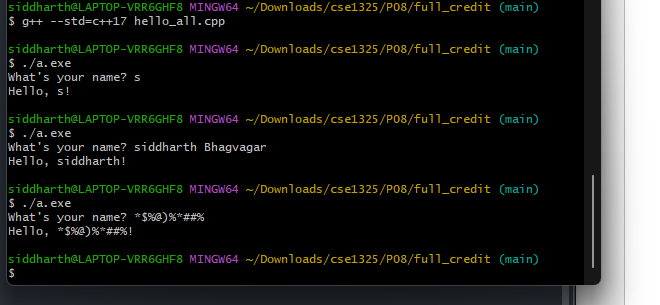 siddharth@LAPTOP-VRR6GHF8 MINGW64 ~/Downloads/cse1325/P08/full_credit (main)
$ g++ --std=c++17 hello_all.cpp
siddharth@LAPTOP-VRR6GHF8 MINGW64 ~/Downloads/cse1325/P08/full_credit (main)
$ ./a.exe
What's your name? s
Hello, s!
siddharth@LAPTOP-VRR6GHF8 MINGW64 ~/Downloads/cse1325/P08/full_credit (main)
$ ./a.exe
What's your name? siddharth Bhagvagar
Hello, siddharth!
siddharth@LAPTOP-VRR6GHF8 MINGW64 ~/Downloads/cse1325/P08/full_credit (main)
$ ./a.exe
What's your name? *$%@)%*##%
Hello, *$%@)%*##%!
siddharth@LAPTOP-VRR6GHF8 MINGW64 ~/Downloads/cse1325/P08/full_credit (main)
$